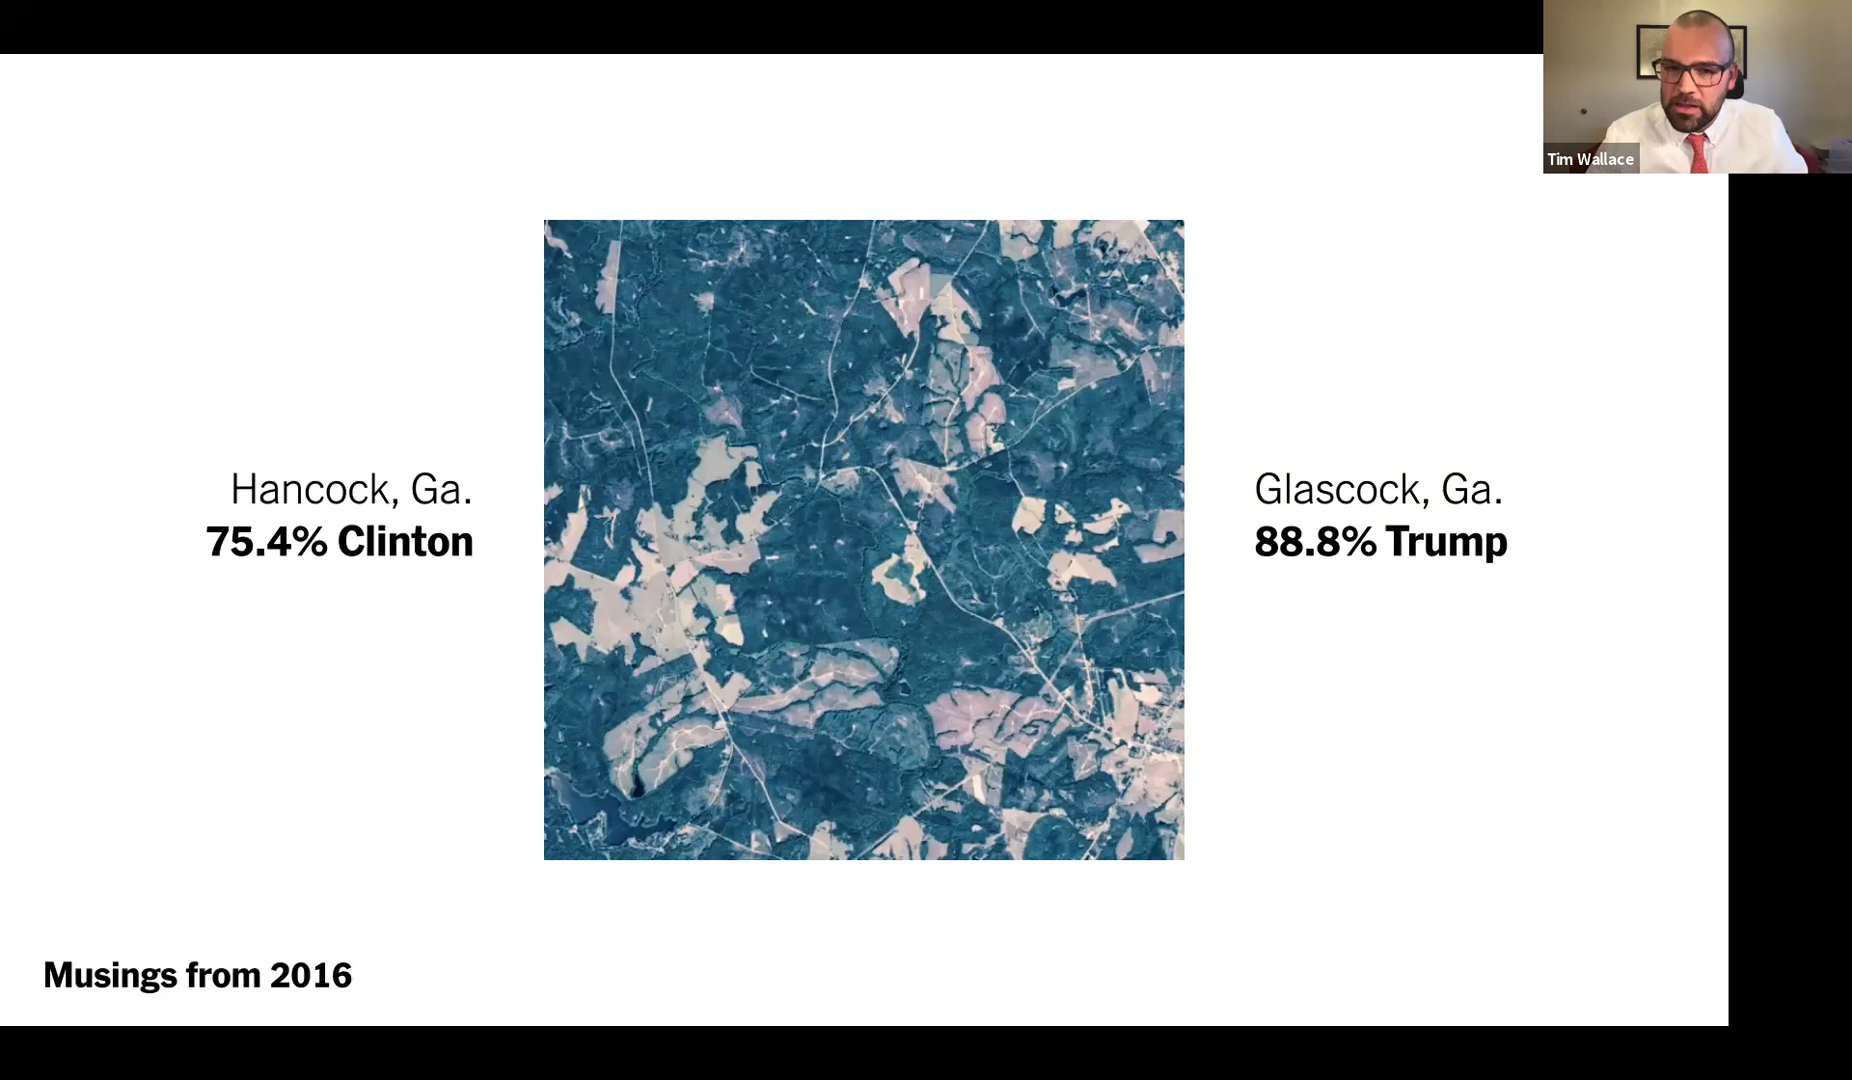 Tim Wallace
Hancock, Ga.
75.4% Clinton
Glascock, Ga.
88.8% Trump
Musings from 2016